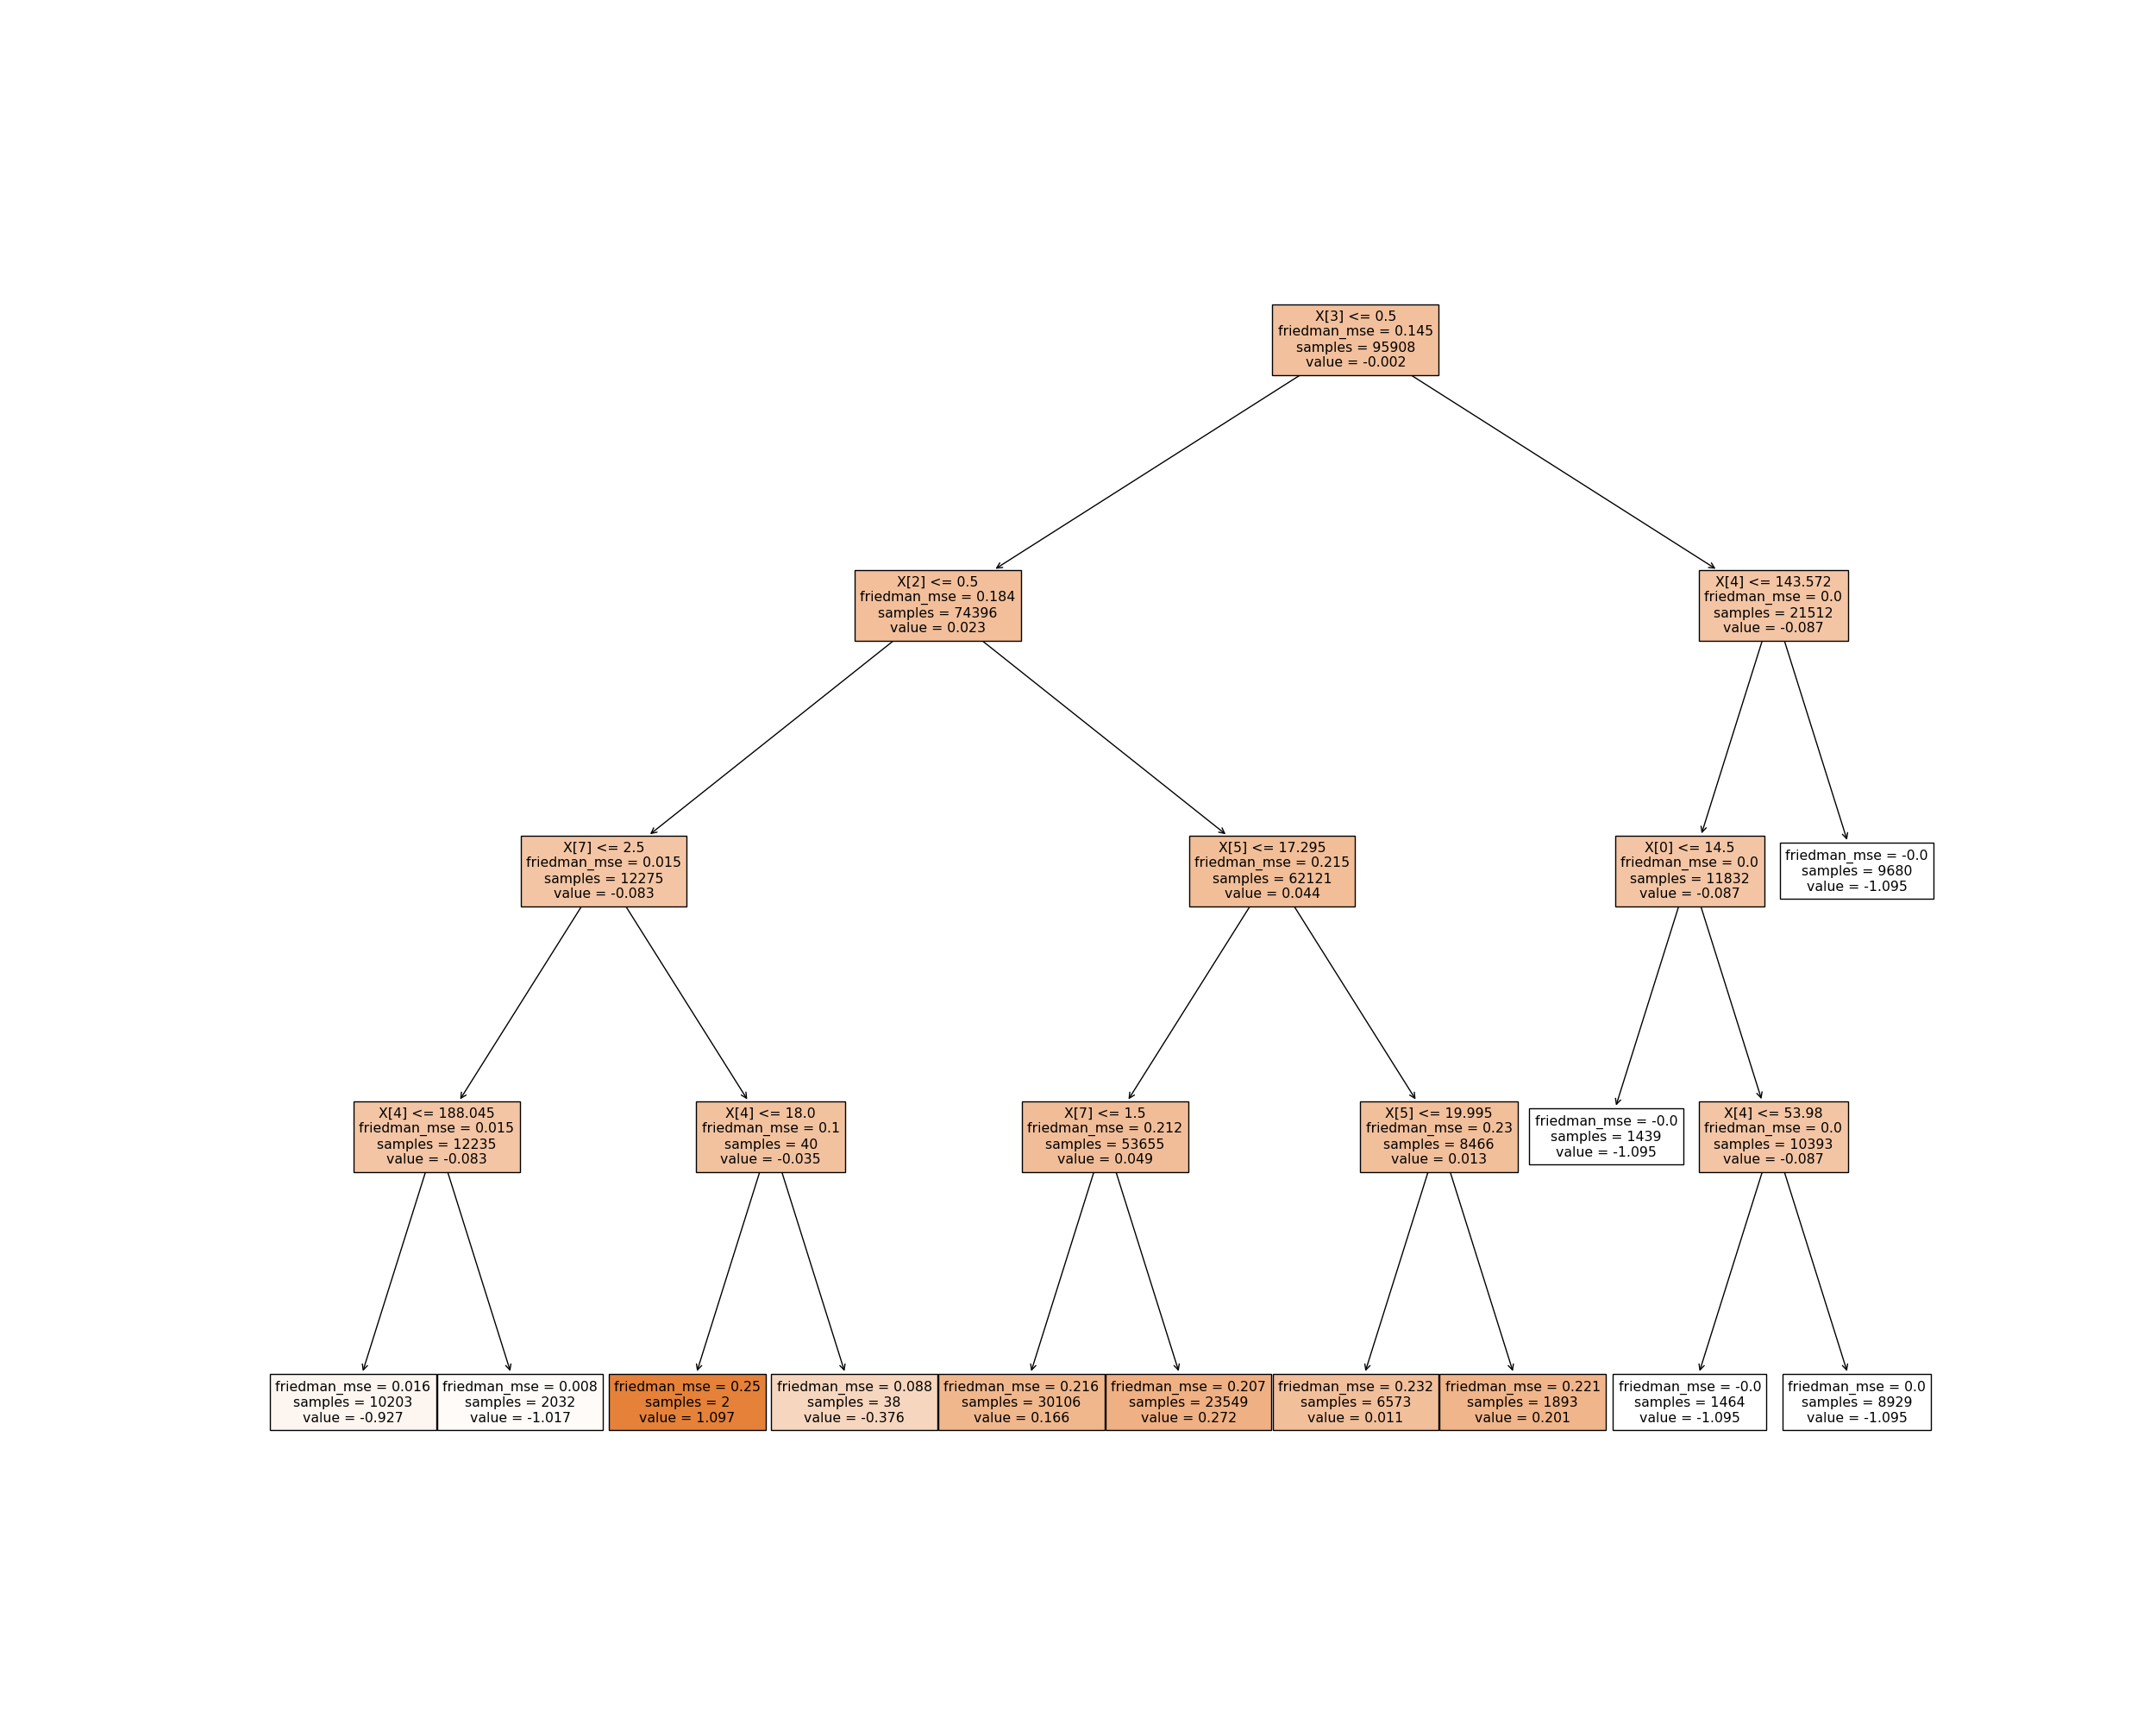 X[3] <= 0.5
friedman_mse = 0.145
samples = 95908
value = -0.002
X[2] <= 0.5
friedman_mse = 0.184
samples = 74396
value = 0.023
X[4] <= 143.572
friedman_mse = 0.0
samples = 21512
value = -0.087
X[7] <= 2.5
friedman_mse = 0.015
samples = 12275
value = -0.083
X[5] <= 17.295
friedman_mse = 0.215
samples = 62121
value = 0.044
X[0] <= 14.5
friedman_mse = 0.0
samples = 11832
value = -0.087
friedman_mse = -0.0
samples = 9680
value = -1.095
X[4] <= 188.045
friedman_mse = 0.015
samples = 12235
value = -0.083
X[4] <= 18.0
friedman_mse = 0.1
samples = 40
value = -0.035
X[7] <= 1.5
friedman_mse = 0.212
samples = 53655
value = 0.049
X[5] <= 19.995
friedman_mse = 0.23
samples = 8466
value = 0.013
friedman_mse = -0.0
samples = 1439
value = -1.095
X[4] <= 53.98
friedman_mse = 0.0
samples = 10393
value = -0.087
friedman_mse = 0.016
samples = 10203
value = -0.927
friedman_mse = 0.008
samples = 2032
value = -1.017
friedman_mse = 0.25
samples = 2
value = 1.097
friedman_mse = 0.088
samples = 38
value = -0.376
friedman_mse = 0.216
samples = 30106
value = 0.166
friedman_mse = 0.207
samples = 23549
value = 0.272
friedman_mse = 0.232
samples = 6573
value = 0.011
friedman_mse = 0.221
samples = 1893
value = 0.201
friedman_mse = -0.0
samples = 1464
value = -1.095
friedman_mse = 0.0
samples = 8929
value = -1.095